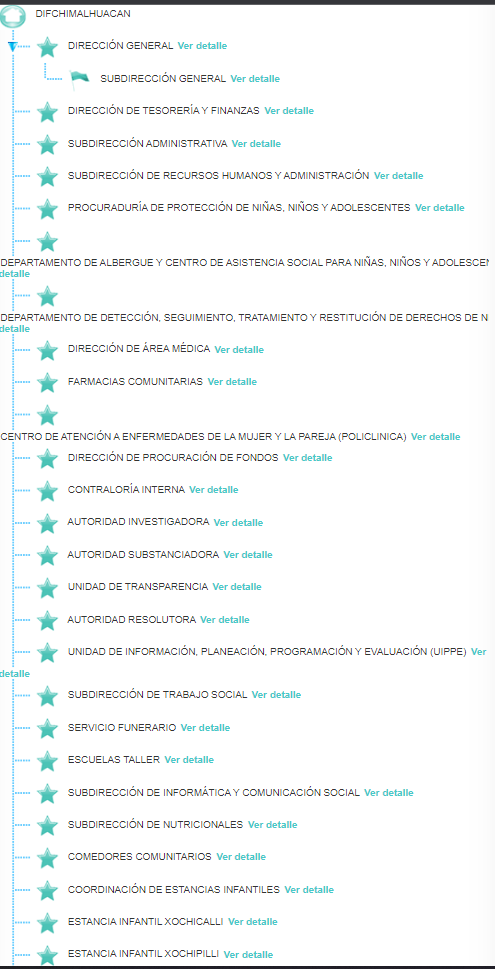 DIFCHIMALHUACAN
DIRECCIÓN GENERAL Ver detalle
SUBDIRECCIÓN GENERAL Ver detalle
DIRECCIÓN DE TESORERÍA Y FINANZAS Ver detalle
SUBDIRECCIÓN ADMINISTRATIVA Ver detalle
SUBDIRECCIÓN DE RECURSOS HUMANOS Y ADMINISTRACIÓN Ver detalle
PROCURADURÍA DE PROTECCIÓN DE NIÑAS, NIÑOS Y ADOLESCENTES Ver detalle
DEPARTAMENTO DE ALBERGUE Y CENTRO DE ASISTENCIA SOCIAL PARA NIÑAS, NIÑOS Y ADOLESCEN
detalle
DEPARTAMENTO DE DETECCIÓN, SEGUIMIENTO, TRATAMIENTO Y RESTITUCIÓN DE DERECHOS DE N
detalle
DIRECCIÓN DE ÁREA MÉDICA Ver detalle
FARMACIAS COMUNITARIAS Ver detalle
CENTRO DE ATENCIÓN A ENFERMEDADES DE LA MUJER Y LA PAREJA (POLICLINICA) Ver detalle
DIRECCIÓN DE PROCURACIÓN DE FONDOS Ver detalle
CONTRALORÍA INTERNA Ver detalle
AUTORIDAD INVESTIGADORA Ver detalle
AUTORIDAD SUBSTANCIADORA Ver detalle
UNIDAD DE TRANSPARENCIA Ver detalle
AUTORIDAD RESOLUTORA Ver detalle
UNIDAD DE INFORMACIÓN, PLANEACIÓN, PROGRAMACIÓN Y EVALUACIÓN (UIPPE) Ver
detalle
SUBDIRECCIÓN DE TRABAJO SOCIAL Ver detalle
SERVICIO FUNERARIO Ver detalle
ESCUELAS TALLER Ver detalle
SUBDIRECCIÓN DE INFORMÁTICA Y COMUNICACIÓN SOCIAL Ver detalle
SUBDIRECCIÓN DE NUTRICIONALES Ver detalle
COMEDORES COMUNITARIOS Ver detalle
COORDINACIÓN DE ESTANCIAS INFANTILES Ver detalle
ESTANCIA INFANTIL XOCHICALLI Ver detalle
ESTANCIA INFANTIL XOCHIPILLI Ver detalle